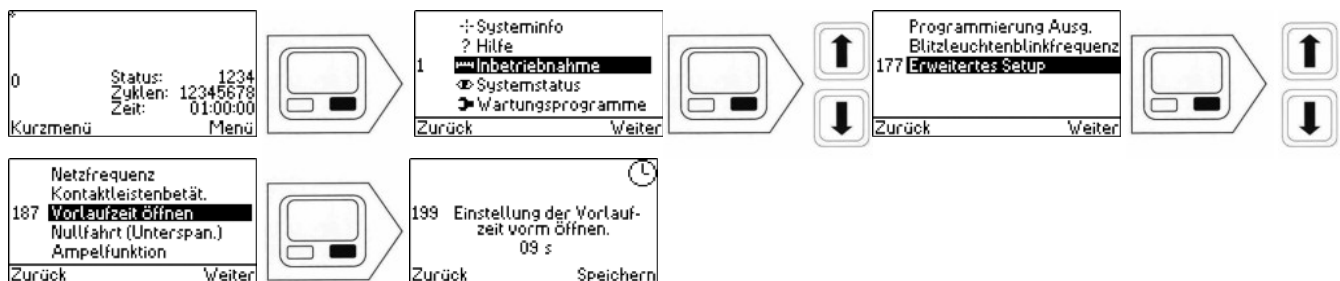 0
Status: 1234
Zyklen: 12345678
Zeit: 01:00:00
Kurzmenü Menü
Systeminfo
? Hilfe
1 Inbetriebnahme
Systemstatus
Wartungsprogramme
Zurück Weiter
Programmierung Ausg.
Blitzleuchtenblinkfrequenz
177 Erweitertes Setup
Zurück Weiter
Netzfrequenz
Kontaktleistenbetät.
187 Vorlaufzeit öffnen
Nullfahrt (Unterspan.)
Ampelfunktion
Zurück Weiter
199 Einstellung der Vorlauf-
zeit vorm öffnen.
09 s
Zurück Speichern